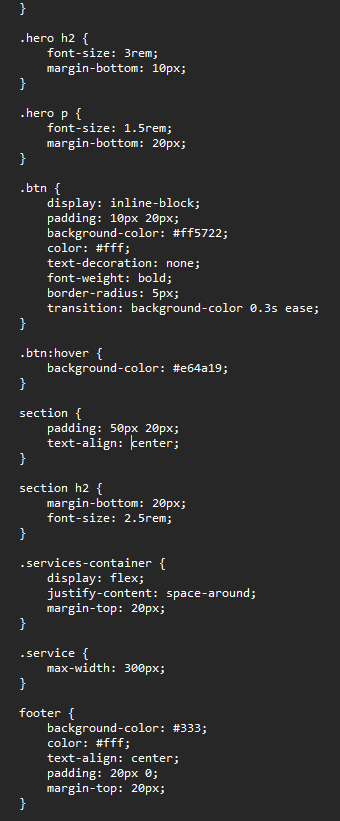 }
.hero h2 {
font-size: 3rem;
margin-bottom: 10px;
}
.hero p {
font-size: 1.5rem;
margin-bottom: 20px;
}
.btn {
display: inline-block;
padding: 10px 20px;
background-color: #ff5722;
color: #fff;
text-decoration: none;
font-weight: bold;
border-radius: 5px;
transition: background-color 0.3s ease;
}
.btn:hover {
background-color: #e64a19;
}
section {
padding: 50px 20px;
text-align: center;
}
section h2 {
margin-bottom: 20px;
font-size: 2.5rem;
}
.services-container {
display: flex;
justify-content: space-around;
margin-top: 20px;
}
.service {
max-width: 300px;
}
footer {
background-color: #333;
color: #fff;
text-align: center;
padding: 20px 0;
margin-top: 20px;
}